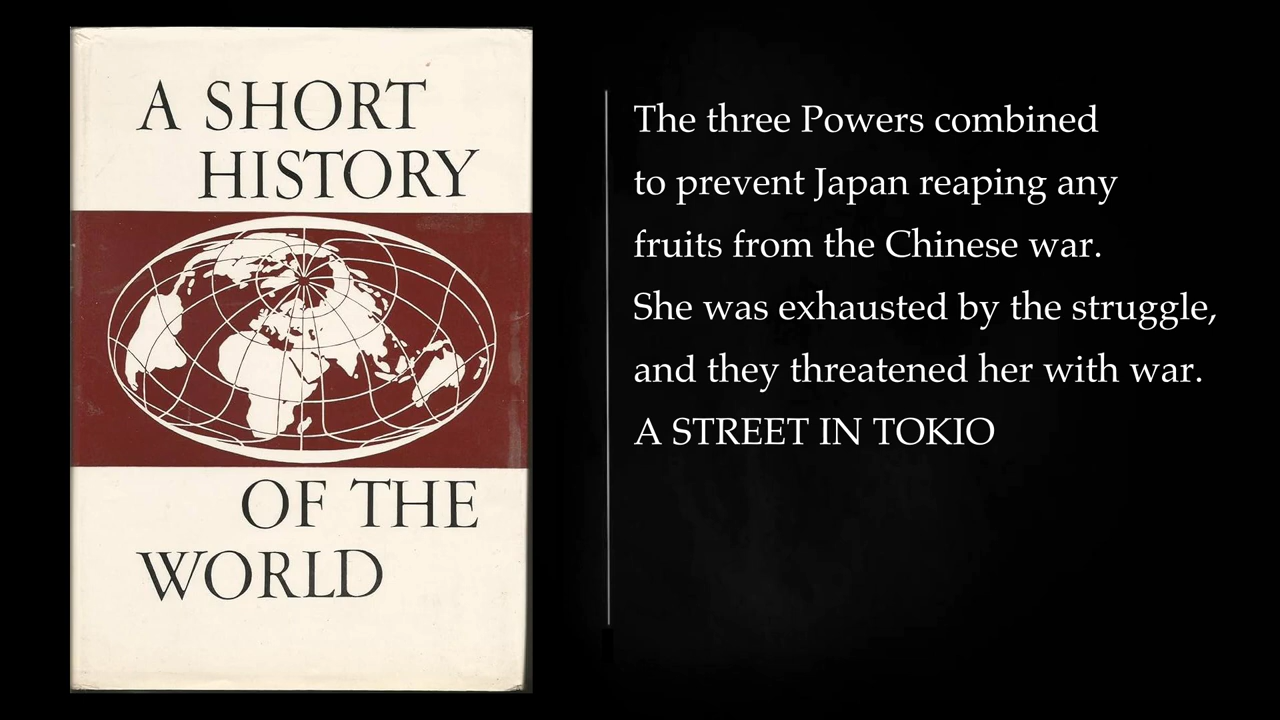 A SHORT
HISTORY
OF THE
WORLD
The three Powers combined
to prevent Japan reaping any
fruits from the Chinese war.
She was exhausted by the struggle,
and they threatened her with war.
A STREET IN TOKIO